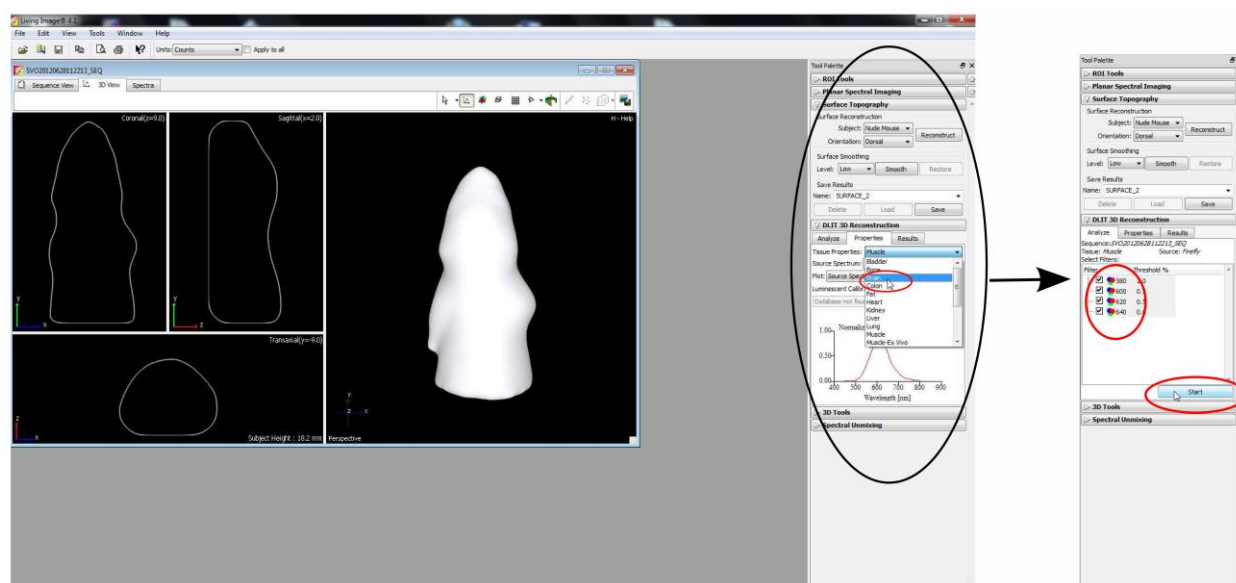 Living Image® 4.1
File Edit View Tools Window Help
Units: Counts Apply to all
SVO20120628112213_SEQ
Sequence View 3D View Spectra
Coronal(z=9.0)
Sagittal(x=2.0)
H - Help
y
x
y
z
Transaxial(y=-9.0)
z
x
Subject Height : 18.2 mm
Perspective
y
z x
Tool Palette
ROI Tools
Planar Spectral Imaging
Surface Topography
Surface Reconstruction
Subject: Nude Mouse
Reconstruct
Orientation: Dorsal
Surface Smoothing
Level: Low Smooth Restore
Save Results
Name: SURFACE_2
Delete Load Save
DLIT 3D Reconstruction
Analyze Properties Results
Tissue Properties: Muscle
Source Spectrum:
Bladder
Bone
Brain
Plot: Source
Colon
Fat
Heart
Database not
Kidney
Liver
Lung
Muscle
Muscle-Ex Vivo
1.00
0.50
0.00
400 500 600 700 800 900
Wavelength [nm]
3D Tools
Spectral Unmixing
Tool Palette
ROI Tools
Planar Spectral Imaging
Surface Topography
Surface Reconstruction
Subject: Nude Mouse
Reconstruct
Orientation: Dorsal
Surface Smoothing
Level: Low Smooth Restore
Save Results
Name: SURFACE_2
Delete Load Save
DLIT 3D Reconstruction
Analyze Properties Results
Sequence: SVO20120628112213_SEQ
Tissue: Muscle Source: Firefly
Select Filters:
Threshold %
580
600
620
640
Start
3D Tools
Spectral Unmixing